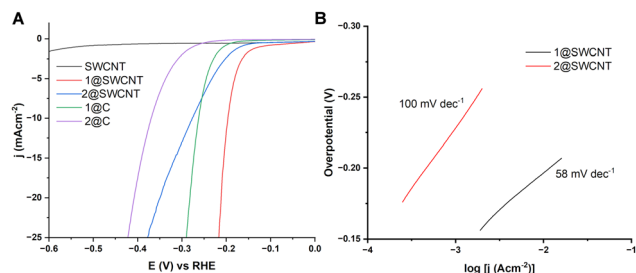 A
SWCNT
1@SWCNT
2@SWCNT
1@C
2@C
0
−5
−10
−15
−20
−25
j (mAcm⁻²)
−0.6 −0.5 −0.4 −0.3 −0.2 −0.1 0.0
E (V) vs RHE
B
1@SWCNT
2@SWCNT
100 mV dec⁻¹
58 mV dec⁻¹
−0.30
−0.25
−0.20
−0.15
Overpotential (V)
−4 −3 −2 −1
log [j (Acm⁻²)]